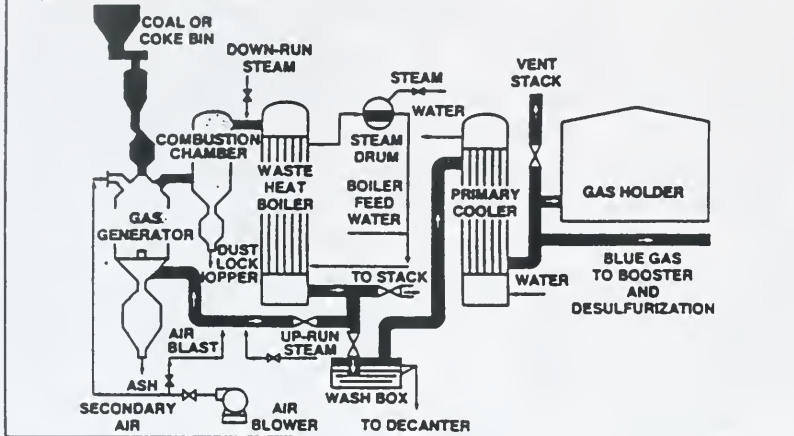 COAL OR
COKE BIN
DOWN-RUN
STEAM
STEAM
WATER
VENT
STACK
COMBUSTION
CHAMBER
WASTE
HEAT
BOILER
STEAM
DRUM
BOILER
FEED
WATER
PRIMARY
COOLER
GAS HOLDER
GAS
GENERATOR
DUST
LOCK
HOPPER
TO STACK
WATER
BLUE GAS
TO BOOSTER
AND
DESULFURIZATION
AIR
BLAST
UP-RUN
STEAM
ASH
SECONDARY
AIR
AIR
BLOWER
WASH BOX
TO DECANTER